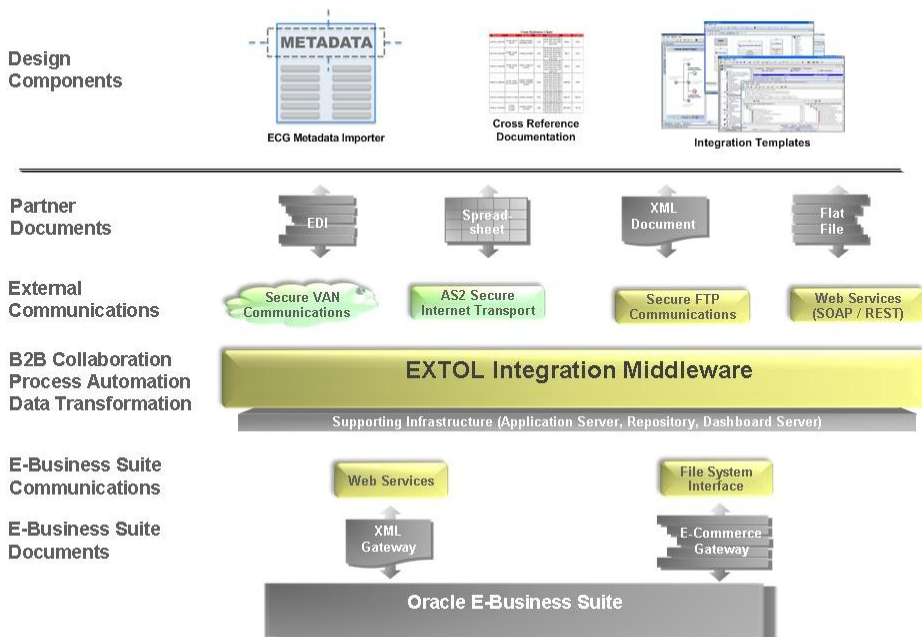 Design
Components
METADATA
ECG Metadata Importer
Cross Reference
Documentation
Integration Templates
Partner
Documents
EDI
Spread-
sheet
XML
Document
Flat
File
External
Communications
Secure VAN
Communications
AS2 Secure
Internet Transport
Secure FTP
Communications
Web Services
(SOAP / REST)
B2B Collaboration
Process Automation
Data Transformation
EXTOL Integration Middleware
Supporting Infrastructure (Application Server, Repository, Dashboard Server)
E-Business Suite
Communications
Web Services
File System
Interface
E-Business Suite
Documents
XML
Gateway
E-Commerce
Gateway
Oracle E-Business Suite